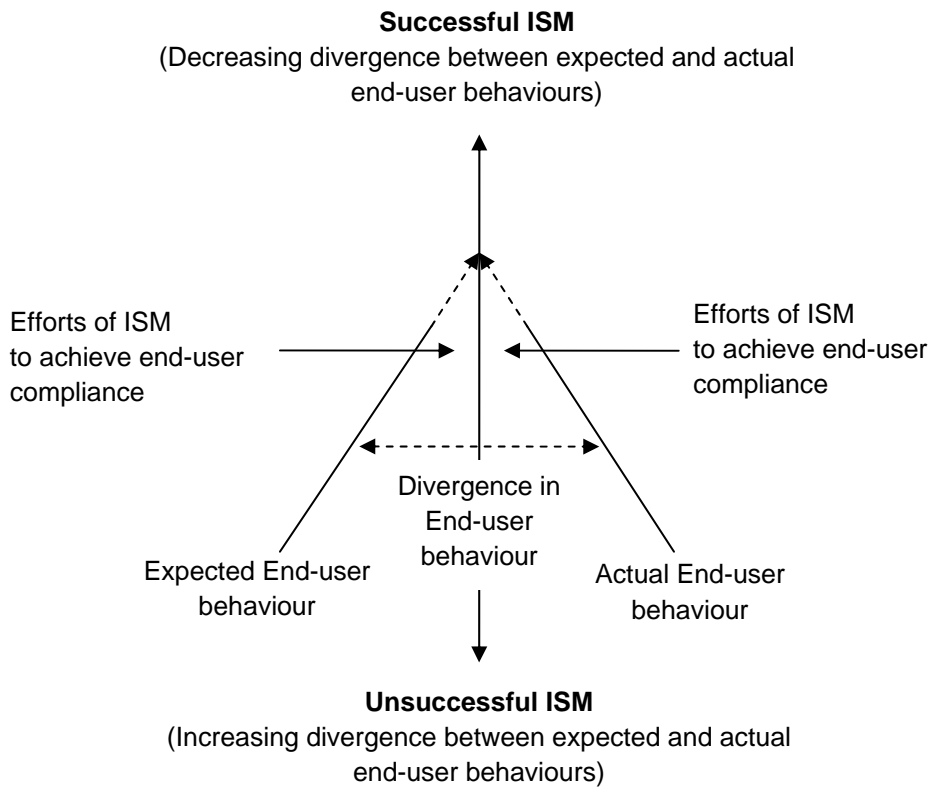 Successful ISM
(Decreasing divergence between expected and actual
end-user behaviours)
Efforts of ISM
to achieve end-user
compliance
Efforts of ISM
to achieve end-user
compliance
Divergence in
End-user
behaviour
Expected End-user
behaviour
Actual End-user
behaviour
Unsuccessful ISM
(Increasing divergence between expected and actual
end-user behaviours)